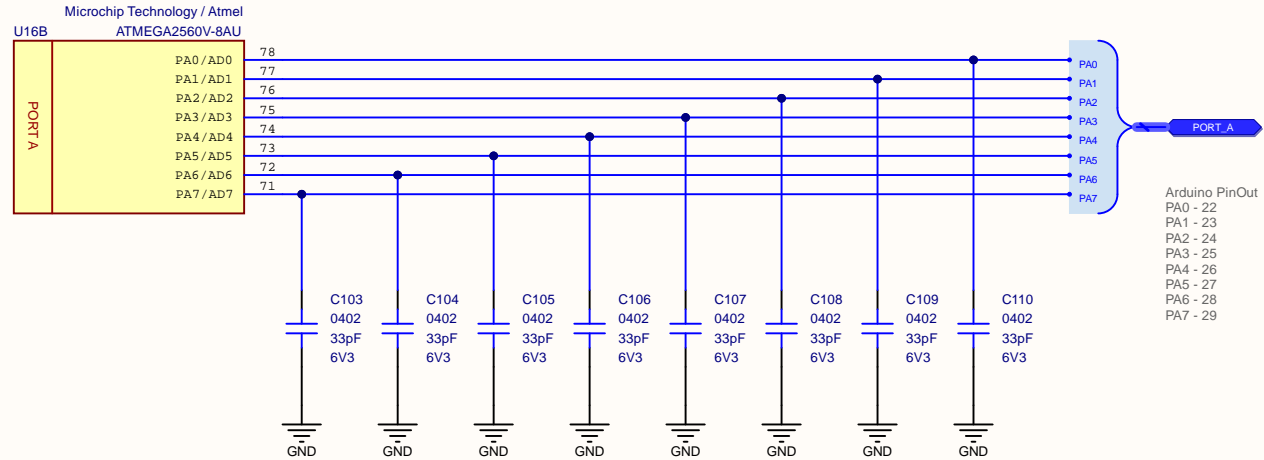 Microchip Technology / Atmel
U16B ATMEGA2560V-8AU
PORT A
PA0/AD0 78
PA1/AD1 77
PA2/AD2 76
PA3/AD3 75
PA4/AD4 74
PA5/AD5 73
PA6/AD6 72
PA7/AD7 71
PA0
PA1
PA2
PA3
PA4
PA5
PA6
PA7
PORT_A
Arduino PinOut
PA0 - 22
PA1 - 23
PA2 - 24
PA3 - 25
PA4 - 26
PA5 - 27
PA6 - 28
PA7 - 29
C103
0402
33pF
6V3
C104
0402
33pF
6V3
C105
0402
33pF
6V3
C106
0402
33pF
6V3
C107
0402
33pF
6V3
C108
0402
33pF
6V3
C109
0402
33pF
6V3
C110
0402
33pF
6V3
GND GND GND GND GND GND GND GND